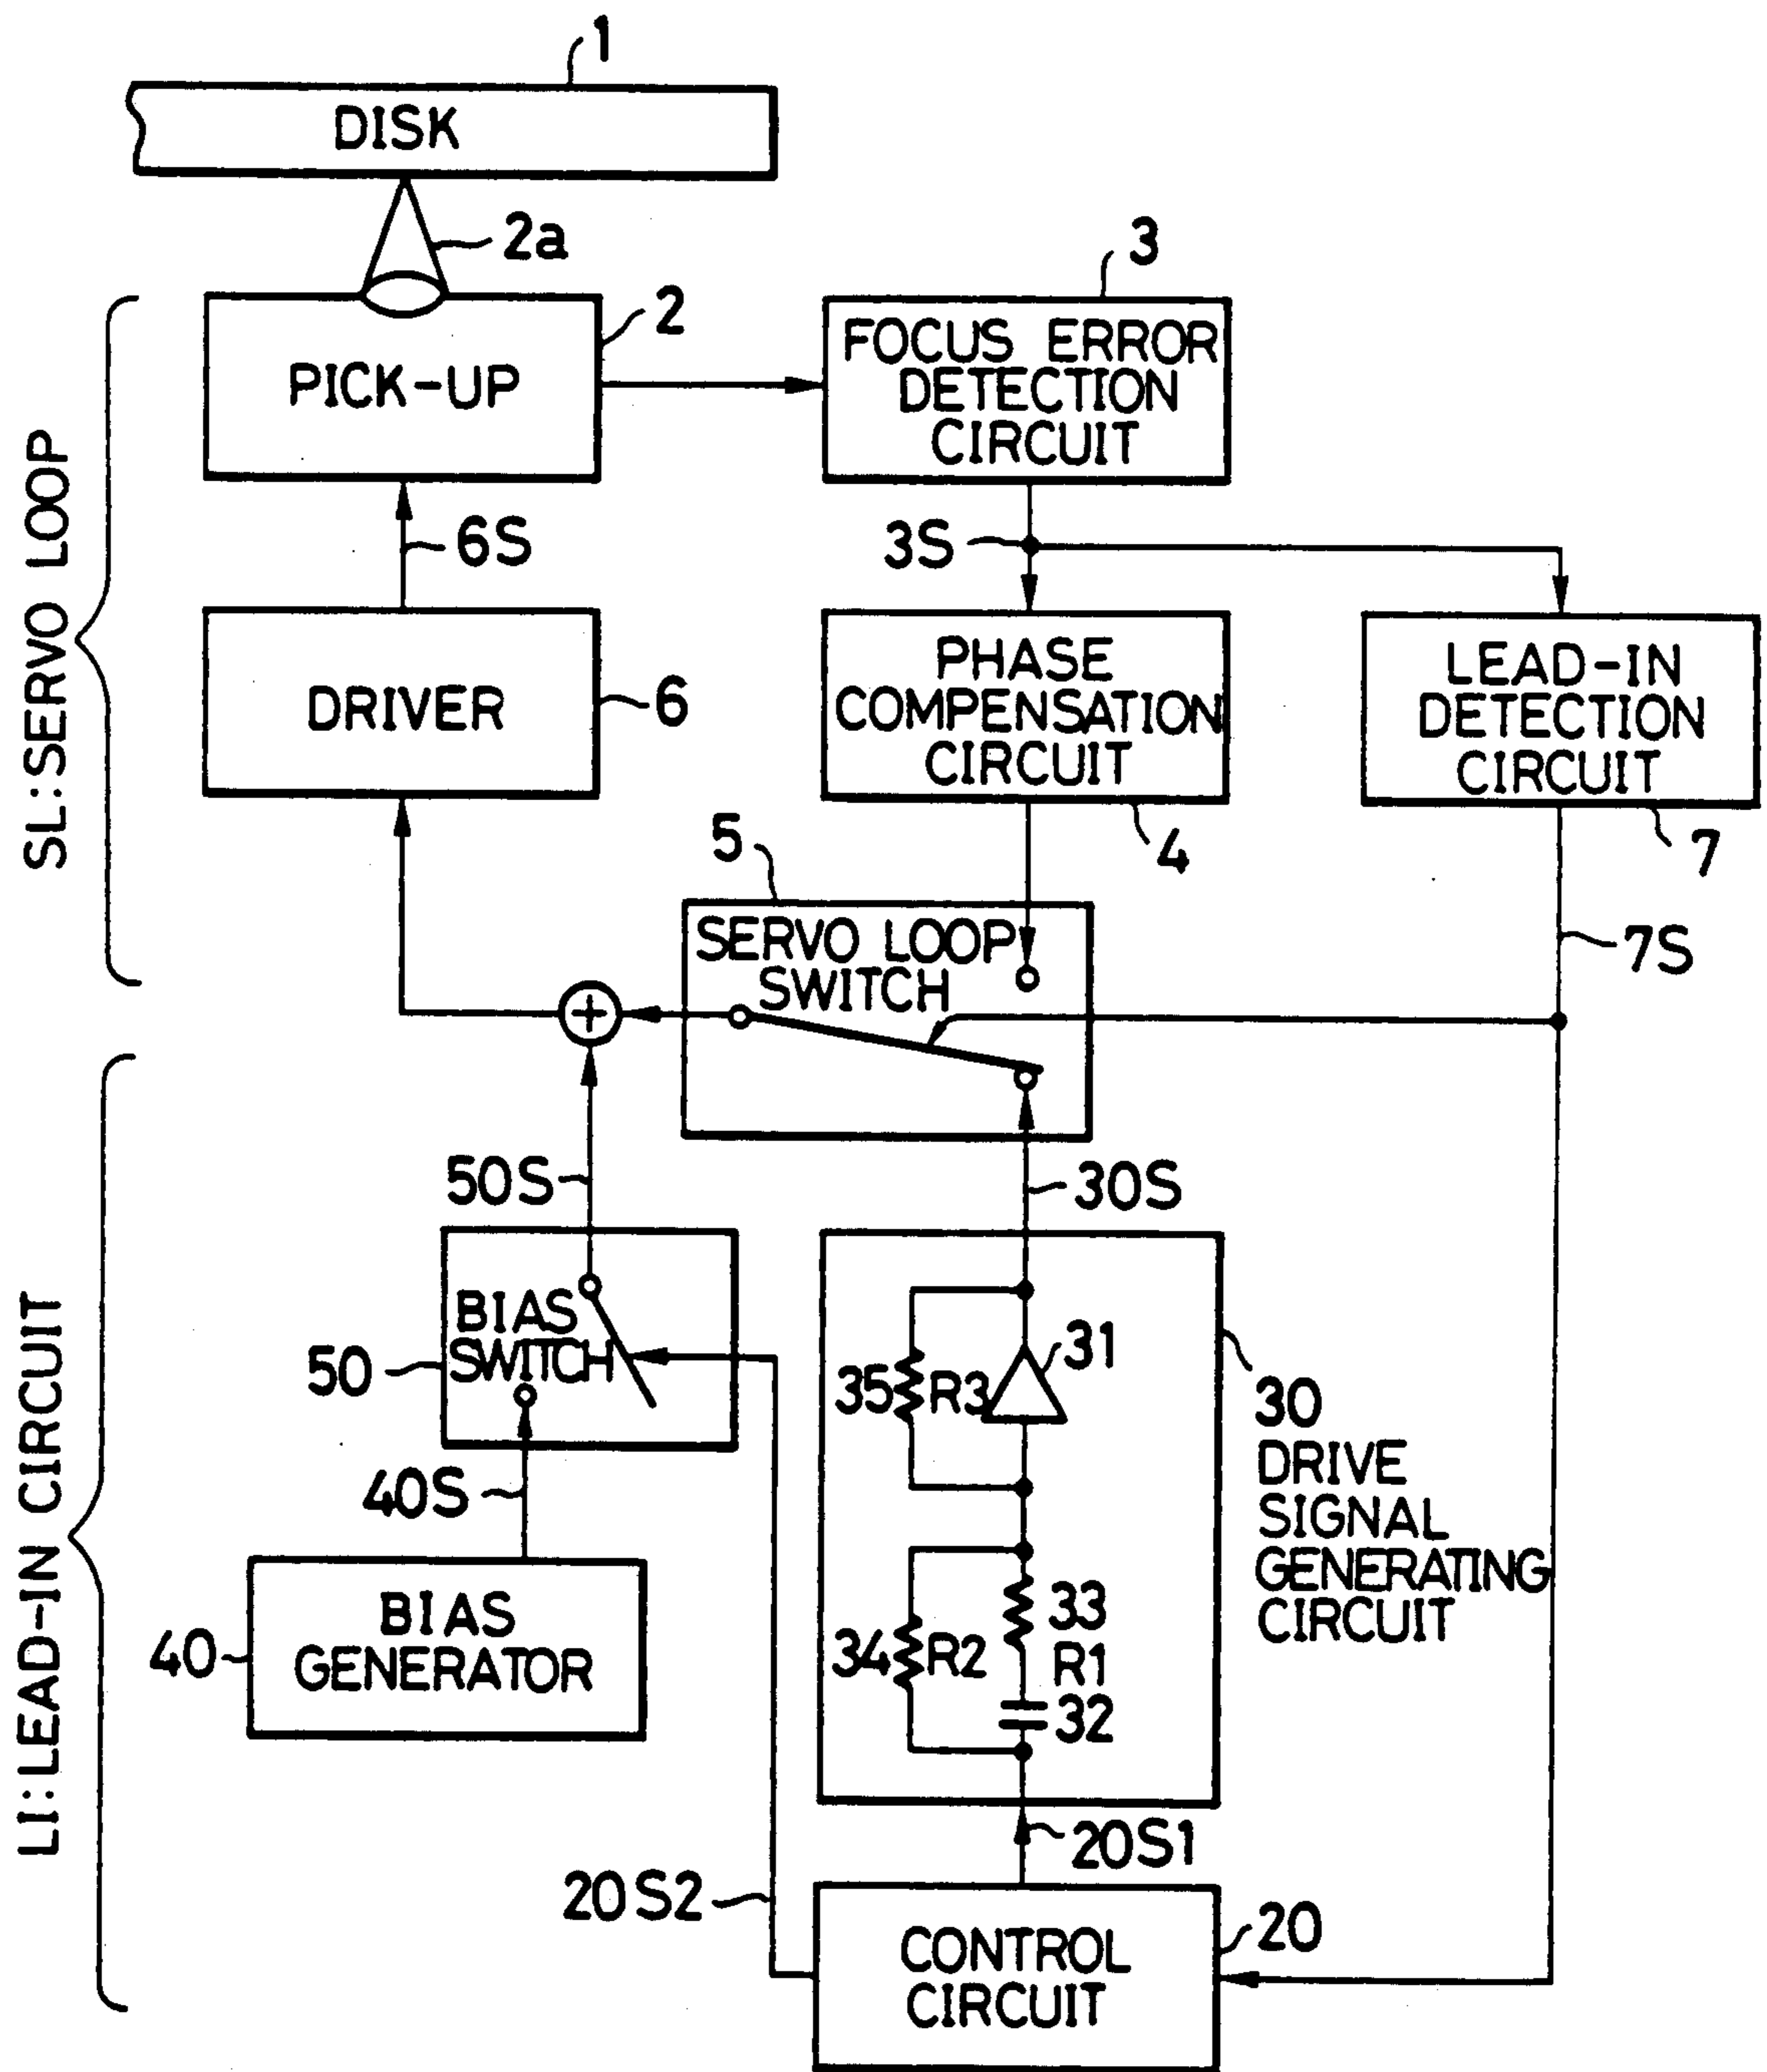 1
DISK
2a
2
PICK-UP
3
FOCUS ERROR
DETECTION
CIRCUIT
SL:SERVO LOOP
6S
3S
DRIVER
6
PHASE
COMPENSATION
CIRCUIT
4
LEAD-IN
DETECTION
CIRCUIT
7
5
SERVO LOOP
SWITCH
7S
+
50S
30S
LI:LEAD-IN CIRCUIT
BIAS
SWITCH
50
31
35
R3
30
DRIVE
SIGNAL
GENERATING
CIRCUIT
40S
BIAS
GENERATOR
40
33
R1
34
R2
32
20S1
20S2
CONTROL
CIRCUIT
20